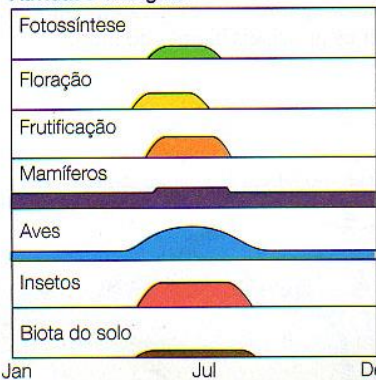 Fotossíntese
Floração
Frutificação
Mamíferos
Aves
Insetos
Biota do solo
Jan Jul De